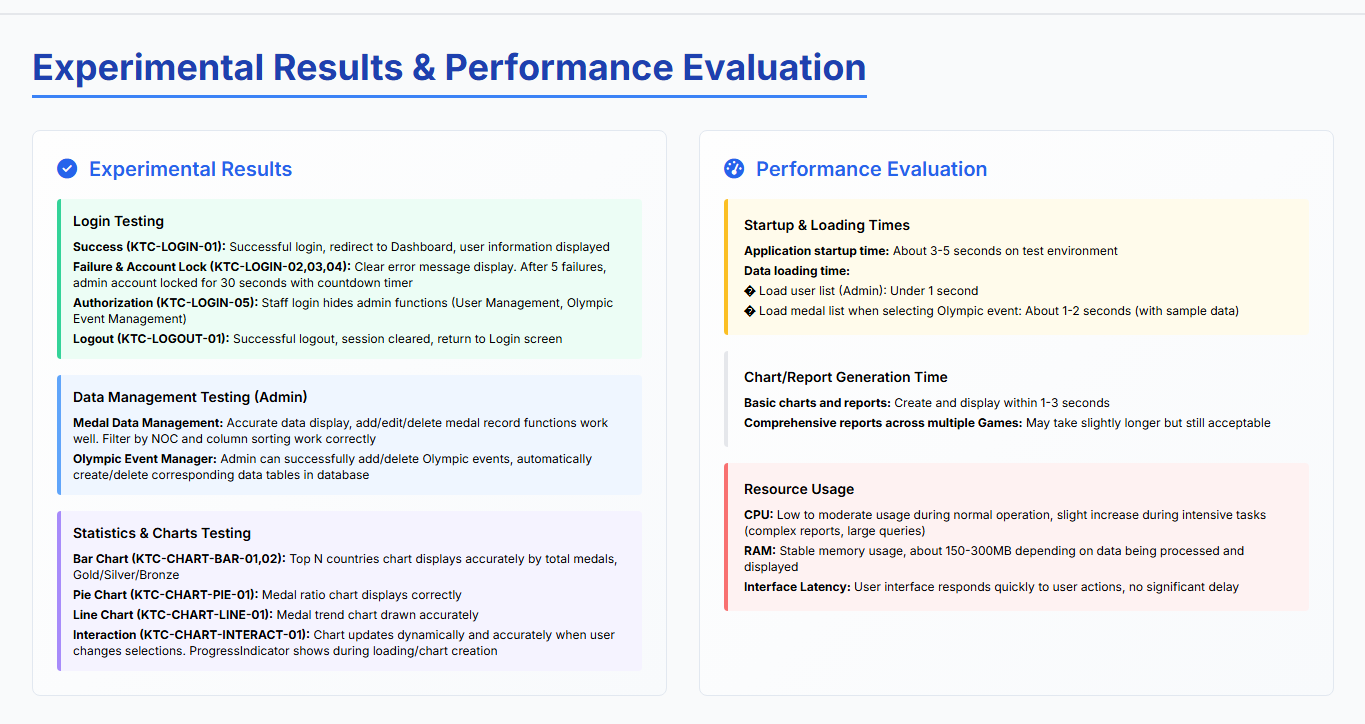 Experimental Results & Performance Evaluation
Experimental Results
Login Testing
Success (KTC-LOGIN-01): Successful login, redirect to Dashboard, user information displayed
Failure & Account Lock (KTC-LOGIN-02,03,04): Clear error message display. After 5 failures,
admin account locked for 30 seconds with countdown timer
Authorization (KTC-LOGIN-05): Staff login hides admin functions (User Management, Olympic
Event Management)
Logout (KTC-LOGOUT-01): Successful logout, session cleared, return to Login screen
Data Management Testing (Admin)
Medal Data Management: Accurate data display, add/edit/delete medal record functions work
well. Filter by NOC and column sorting work correctly
Olympic Event Manager: Admin can successfully add/delete Olympic events, automatically
create/delete corresponding data tables in database
Statistics & Charts Testing
Bar Chart (KTC-CHART-BAR-01,02): Top N countries chart displays accurately by total medals,
Gold/Silver/Bronze
Pie Chart (KTC-CHART-PIE-01): Medal ratio chart displays correctly
Line Chart (KTC-CHART-LINE-01): Medal trend chart drawn accurately
Interaction (KTC-CHART-INTERACT-01): Chart updates dynamically and accurately when user
changes selections. ProgressIndicator shows during loading/chart creation
Performance Evaluation
Startup & Loading Times
Application startup time: About 3-5 seconds on test environment
Data loading time:
� Load user list (Admin): Under 1 second
� Load medal list when selecting Olympic event: About 1-2 seconds (with sample data)
Chart/Report Generation Time
Basic charts and reports: Create and display within 1-3 seconds
Comprehensive reports across multiple Games: May take slightly longer but still acceptable
Resource Usage
CPU: Low to moderate usage during normal operation, slight increase during intensive tasks
(complex reports, large queries)
RAM: Stable memory usage, about 150-300MB depending on data being processed and
displayed
Interface Latency: User interface responds quickly to user actions, no significant delay